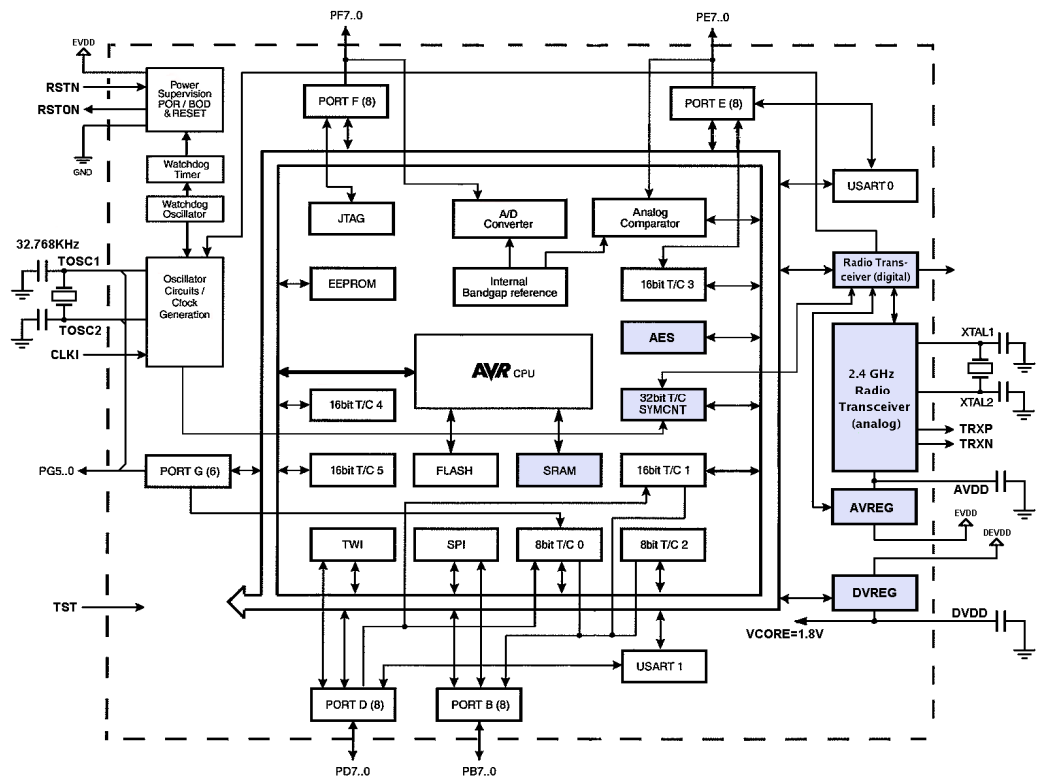 PF7..0
PE7..0
EVDD
RSTN
RSTON
GND
Power
Supervision
POR / BOD
& RESET
PORT F (8)
PORT E (8)
Watchdog
Timer
Watchdog
Oscillator
JTAG
A/D
Converter
Analog
Comparator
USART 0
32.768KHz
TOSC1
TOSC2
CLKI
Oscillator
Circuits /
Clock
Generation
EEPROM
Internal
Bandgap reference
16bit T/C 3
Radio Trans-
ceiver (digital)
AES
AVR CPU
2.4 GHz
Radio
Transceiver
(analog)
XTAL1
XTAL2
TRXP
TRXN
16bit T/C 4
32bit T/C
SYMCNT
PG5..0
PORT G (6)
16bit T/C 5
FLASH
SRAM
16bit T/C 1
AVDD
AVREG
EVDD
DEVDD
TWI
SPI
8bit T/C 0
8bit T/C 2
TST
DVREG
DVDD
VCORE=1.8V
USART 1
PORT D (8)
PORT B (8)
PD7..0
PB7..0